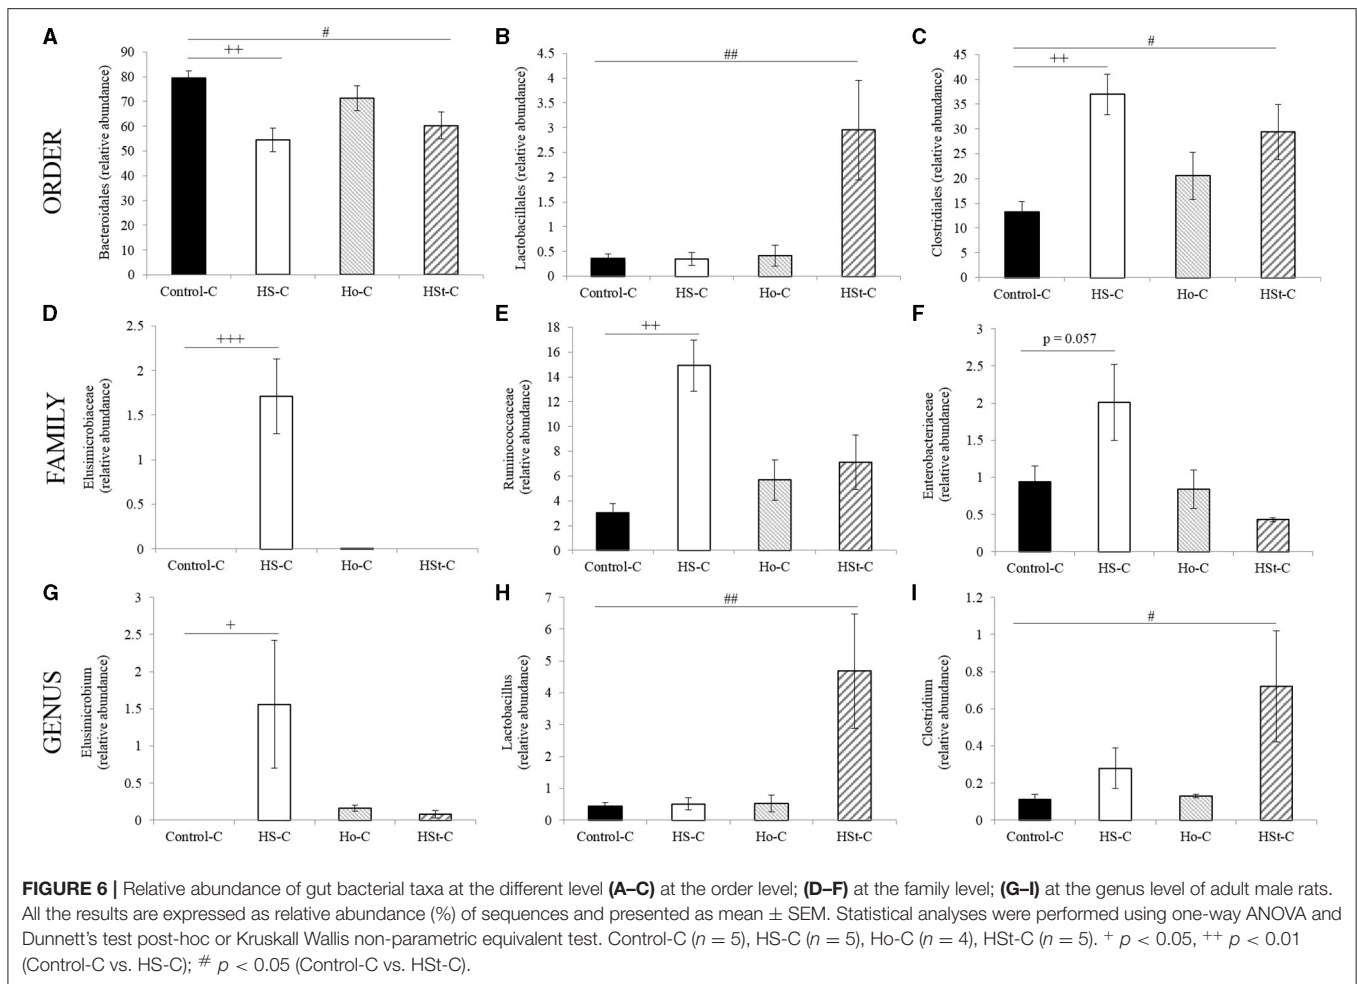 ORDER
A
#
++
Bacteroidales (relative abundance)
90
80
70
60
50
40
30
20
10
0
Control-C HS-C Ho-C HSt-C
B
##
Lactobacillales (relative abundance)
4.5
4
3.5
3
2.5
2
1.5
1
0.5
0
Control-C HS-C Ho-C HSt-C
C
#
++
Clostridiales (relative abundance)
45
40
35
30
25
20
15
10
5
0
Control-C HS-C Ho-C HSt-C
FAMILY
D
+++
Elusimicrobiaceae
(relative abundance)
2.5
2
1.5
1
0.5
0
Control-C HS-C Ho-C HSt-C
E
++
Ruminococcaceae
(relative abundance)
18
16
14
12
10
8
6
4
2
0
Control-C HS-C Ho-C HSt-C
F
p = 0.057
Enterobacteriaceae
(relative abundance)
3
2.5
2
1.5
1
0.5
0
Control-C HS-C Ho-C HSt-C
GENUS
G
+
Elusimicrobium
(relative abundance)
3
2.5
2
1.5
1
0.5
0
Control-C HS-C Ho-C HSt-C
H
##
Lactobacillus
(relative abundance)
7
6
5
4
3
2
1
0
Control-C HS-C Ho-C HSt-C
I
#
Clostridium
(relative abundance)
1.2
1
0.8
0.6
0.4
0.2
0
Control-C HS-C Ho-C HSt-C
FIGURE 6 | Relative abundance of gut bacterial taxa at the different level (A–C) at the order level; (D–F) at the family level; (G–I) at the genus level of adult male rats.
All the results are expressed as relative abundance (%) of sequences and presented as mean ± SEM. Statistical analyses were performed using one-way ANOVA and
Dunnett's test post-hoc or Kruskall Wallis non-parametric equivalent test. Control-C (n = 5), HS-C (n = 5), Ho-C (n = 4), HSt-C (n = 5). + p < 0.05, ++ p < 0.01
(Control-C vs. HS-C); # p < 0.05 (Control-C vs. HSt-C).